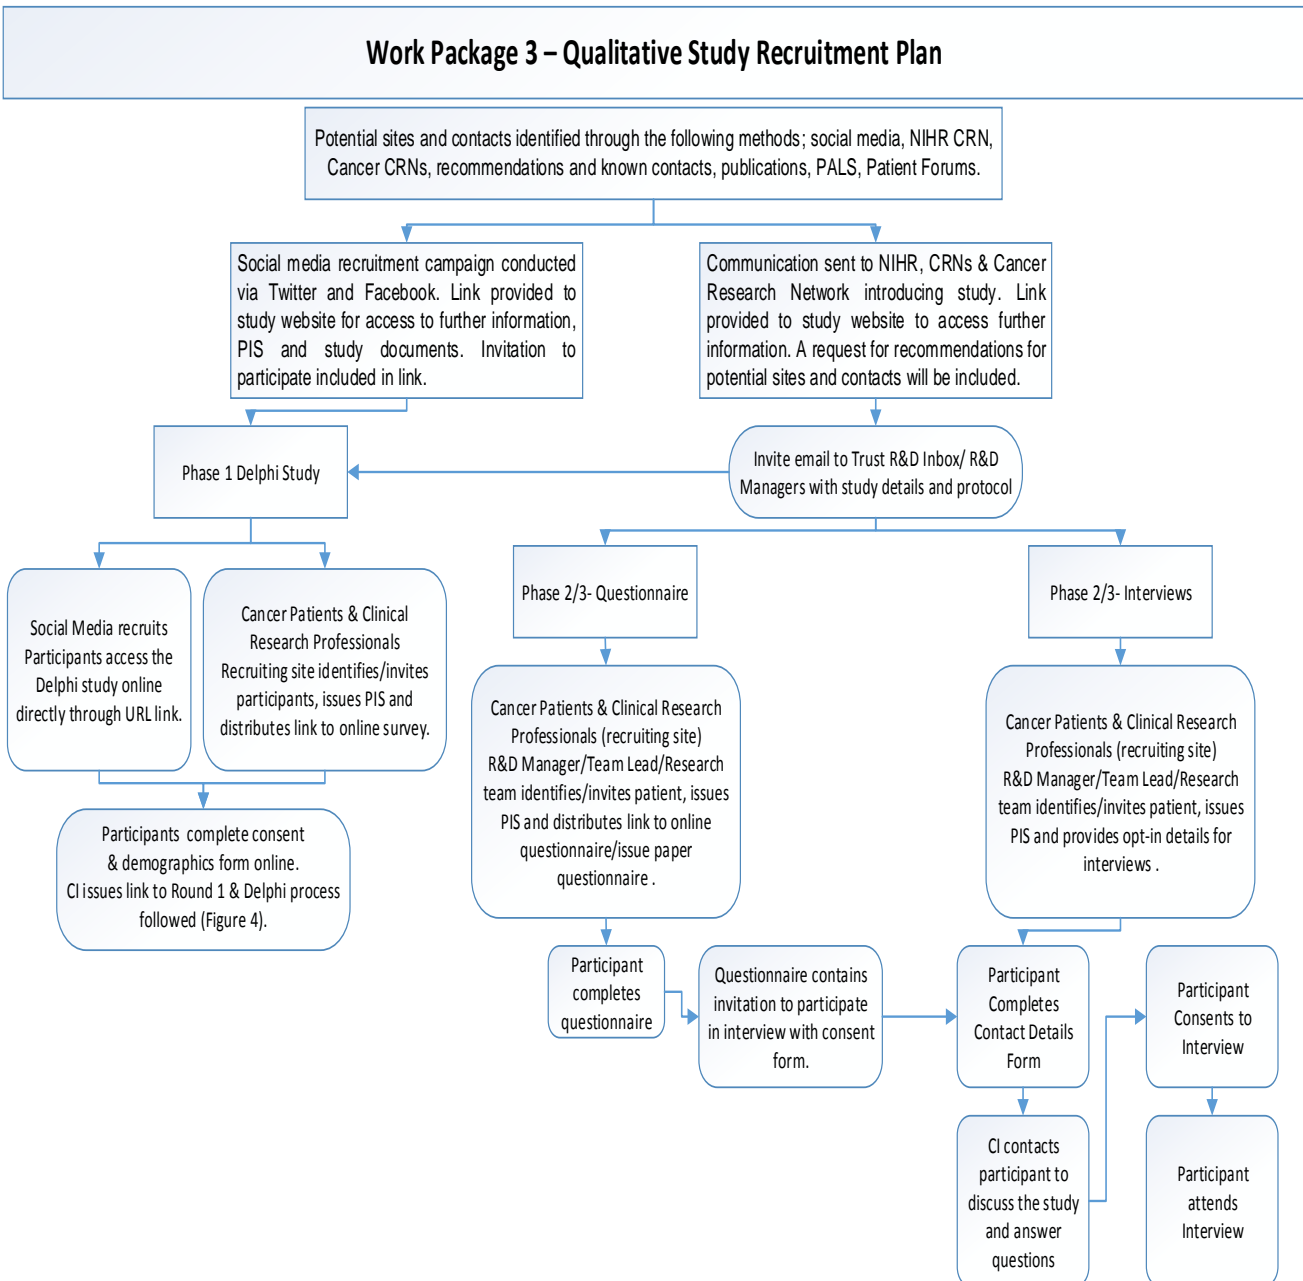 Work Package 3 – Qualitative Study Recruitment Plan
Potential sites and contacts identified through the following methods; social media, NIHR CRN,
Cancer CRNs, recommendations and known contacts, publications, PALS, Patient Forums.
Social media recruitment campaign conducted
via Twitter and Facebook. Link provided to
study website for access to further information,
PIS and study documents. Invitation to
participate included in link.
Communication sent to NIHR, CRNs & Cancer
Research Network introducing study. Link
provided to study website to access further
information. A request for recommendations for
potential sites and contacts will be included.
Phase 1 Delphi Study
Invite email to Trust R&D Inbox/ R&D
Managers with study details and protocol
Social Media recruits
Participants access the
Delphi study online
directly through URL link.
Cancer Patients & Clinical
Research Professionals
Recruiting site identifies/invites
participants, issues PIS and
distributes link to online survey.
Phase 2/3- Questionnaire
Phase 2/3- Interviews
Cancer Patients & Clinical Research
Professionals (recruiting site)
R&D Manager/Team Lead/Research
team identifies/invites patient, issues
PIS and distributes link to online
questionnaire/issue paper
questionnaire .
Cancer Patients & Clinical Research
Professionals (recruiting site)
R&D Manager/Team Lead/Research
team identifies/invites patient, issues
PIS and provides opt-in details for
interviews .
Participants complete consent
& demographics form online.
CI issues link to Round 1 & Delphi process
followed (Figure 4).
Participant
completes
questionnaire
Questionnaire contains
invitation to participate
in interview with consent
form.
Participant
Completes
Contact Details
Form
Participant
Consents to
Interview
CI contacts
participant to
discuss the study
and answer
questions
Participant
attends
Interview